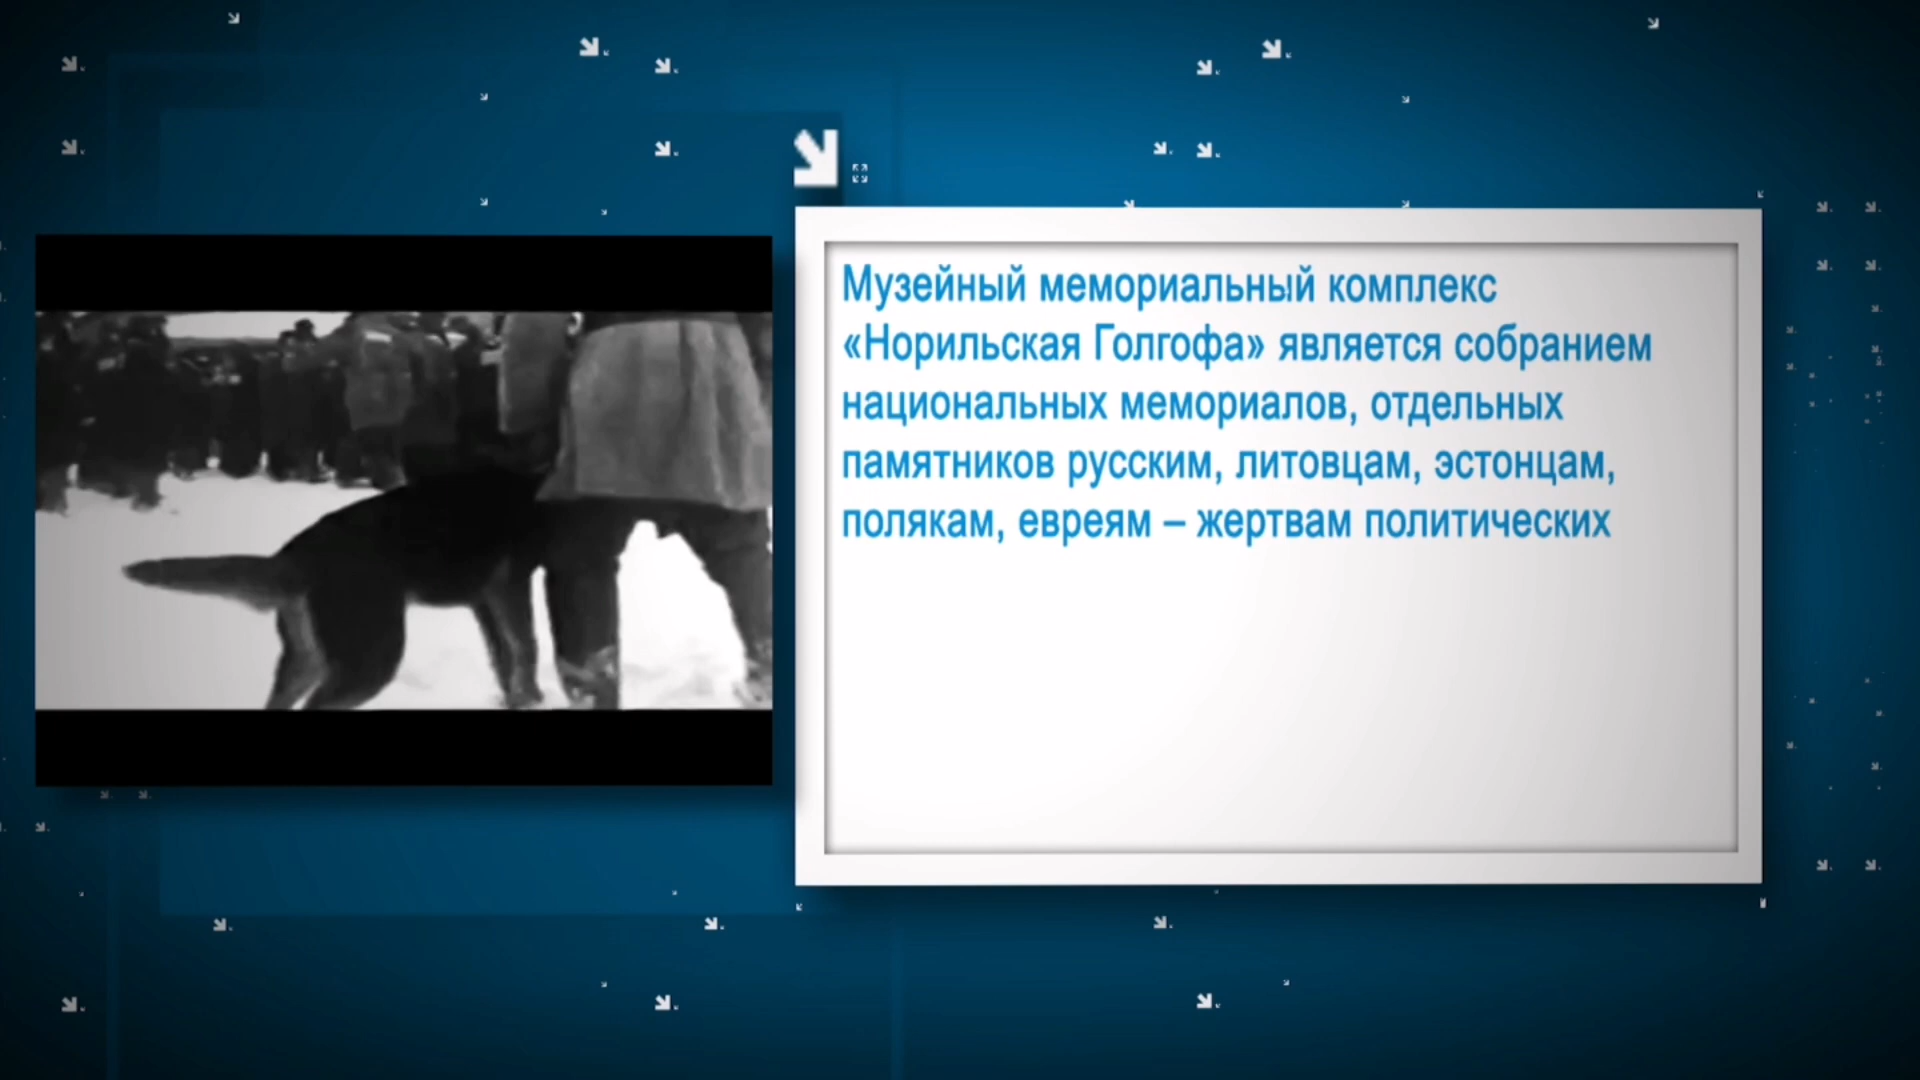 Музейный мемориальный комплекс
«Норильская Голгофа» является собранием
национальных мемориалов, отдельных
памятников русским, литовцам, эстонцам,
полякам, евреям – жертвам политических